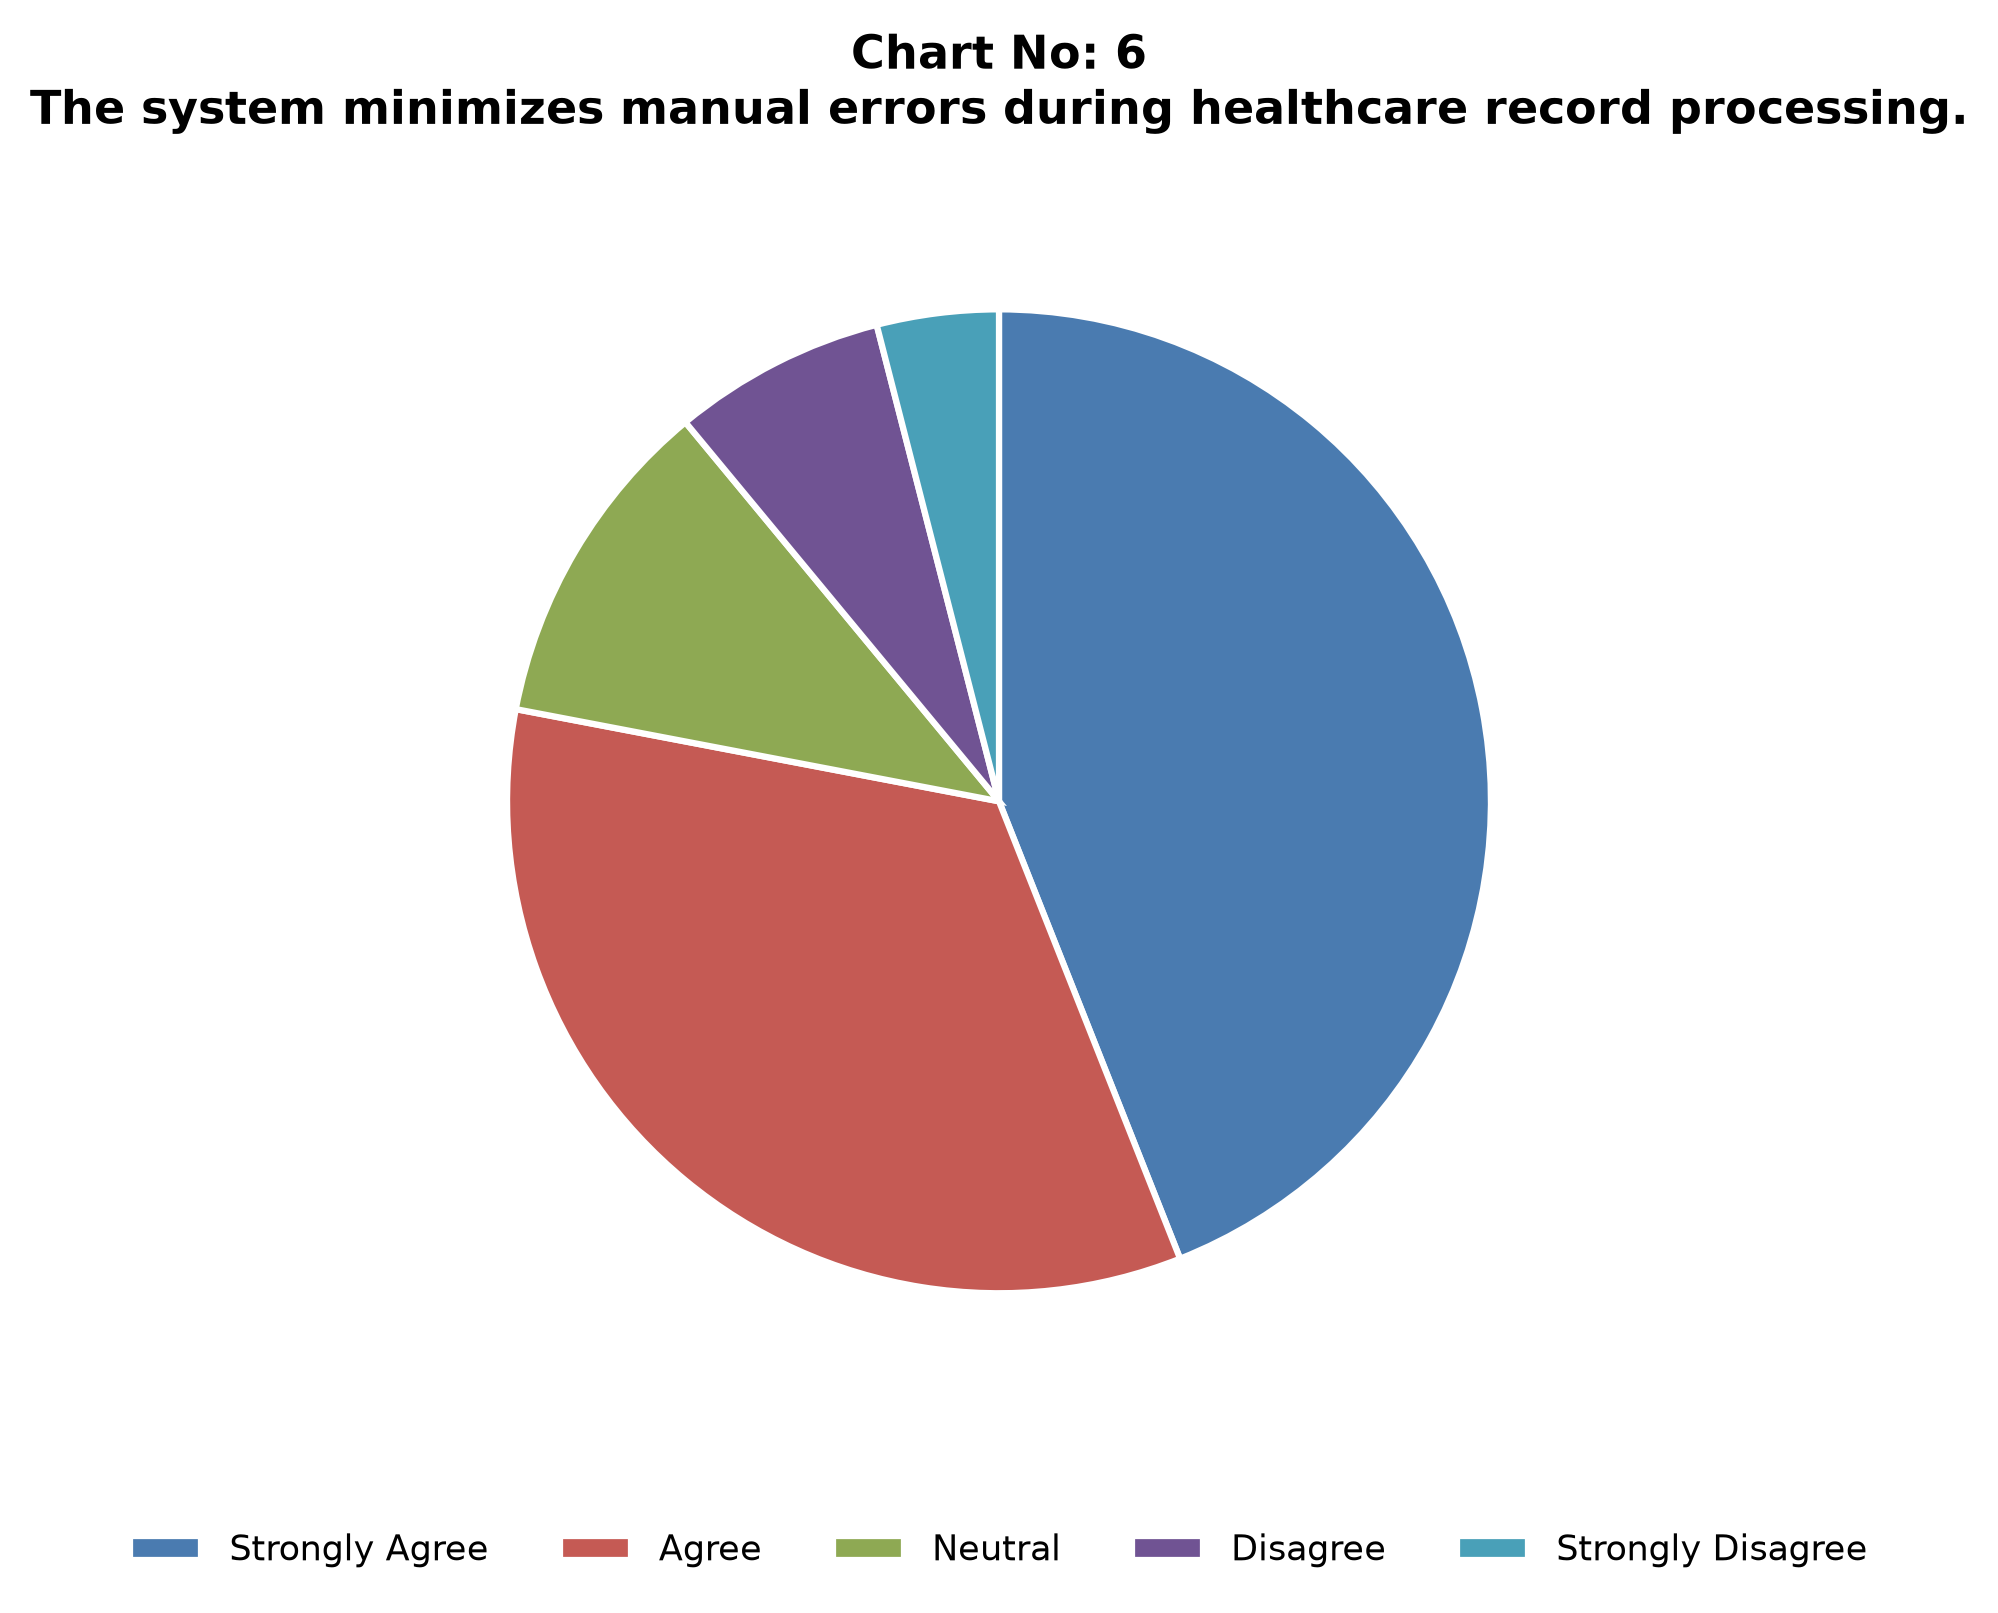 Chart No: 6
The system minimizes manual errors during healthcare record processing.
Strongly Agree
Agree
Neutral
Disagree
Strongly Disagree